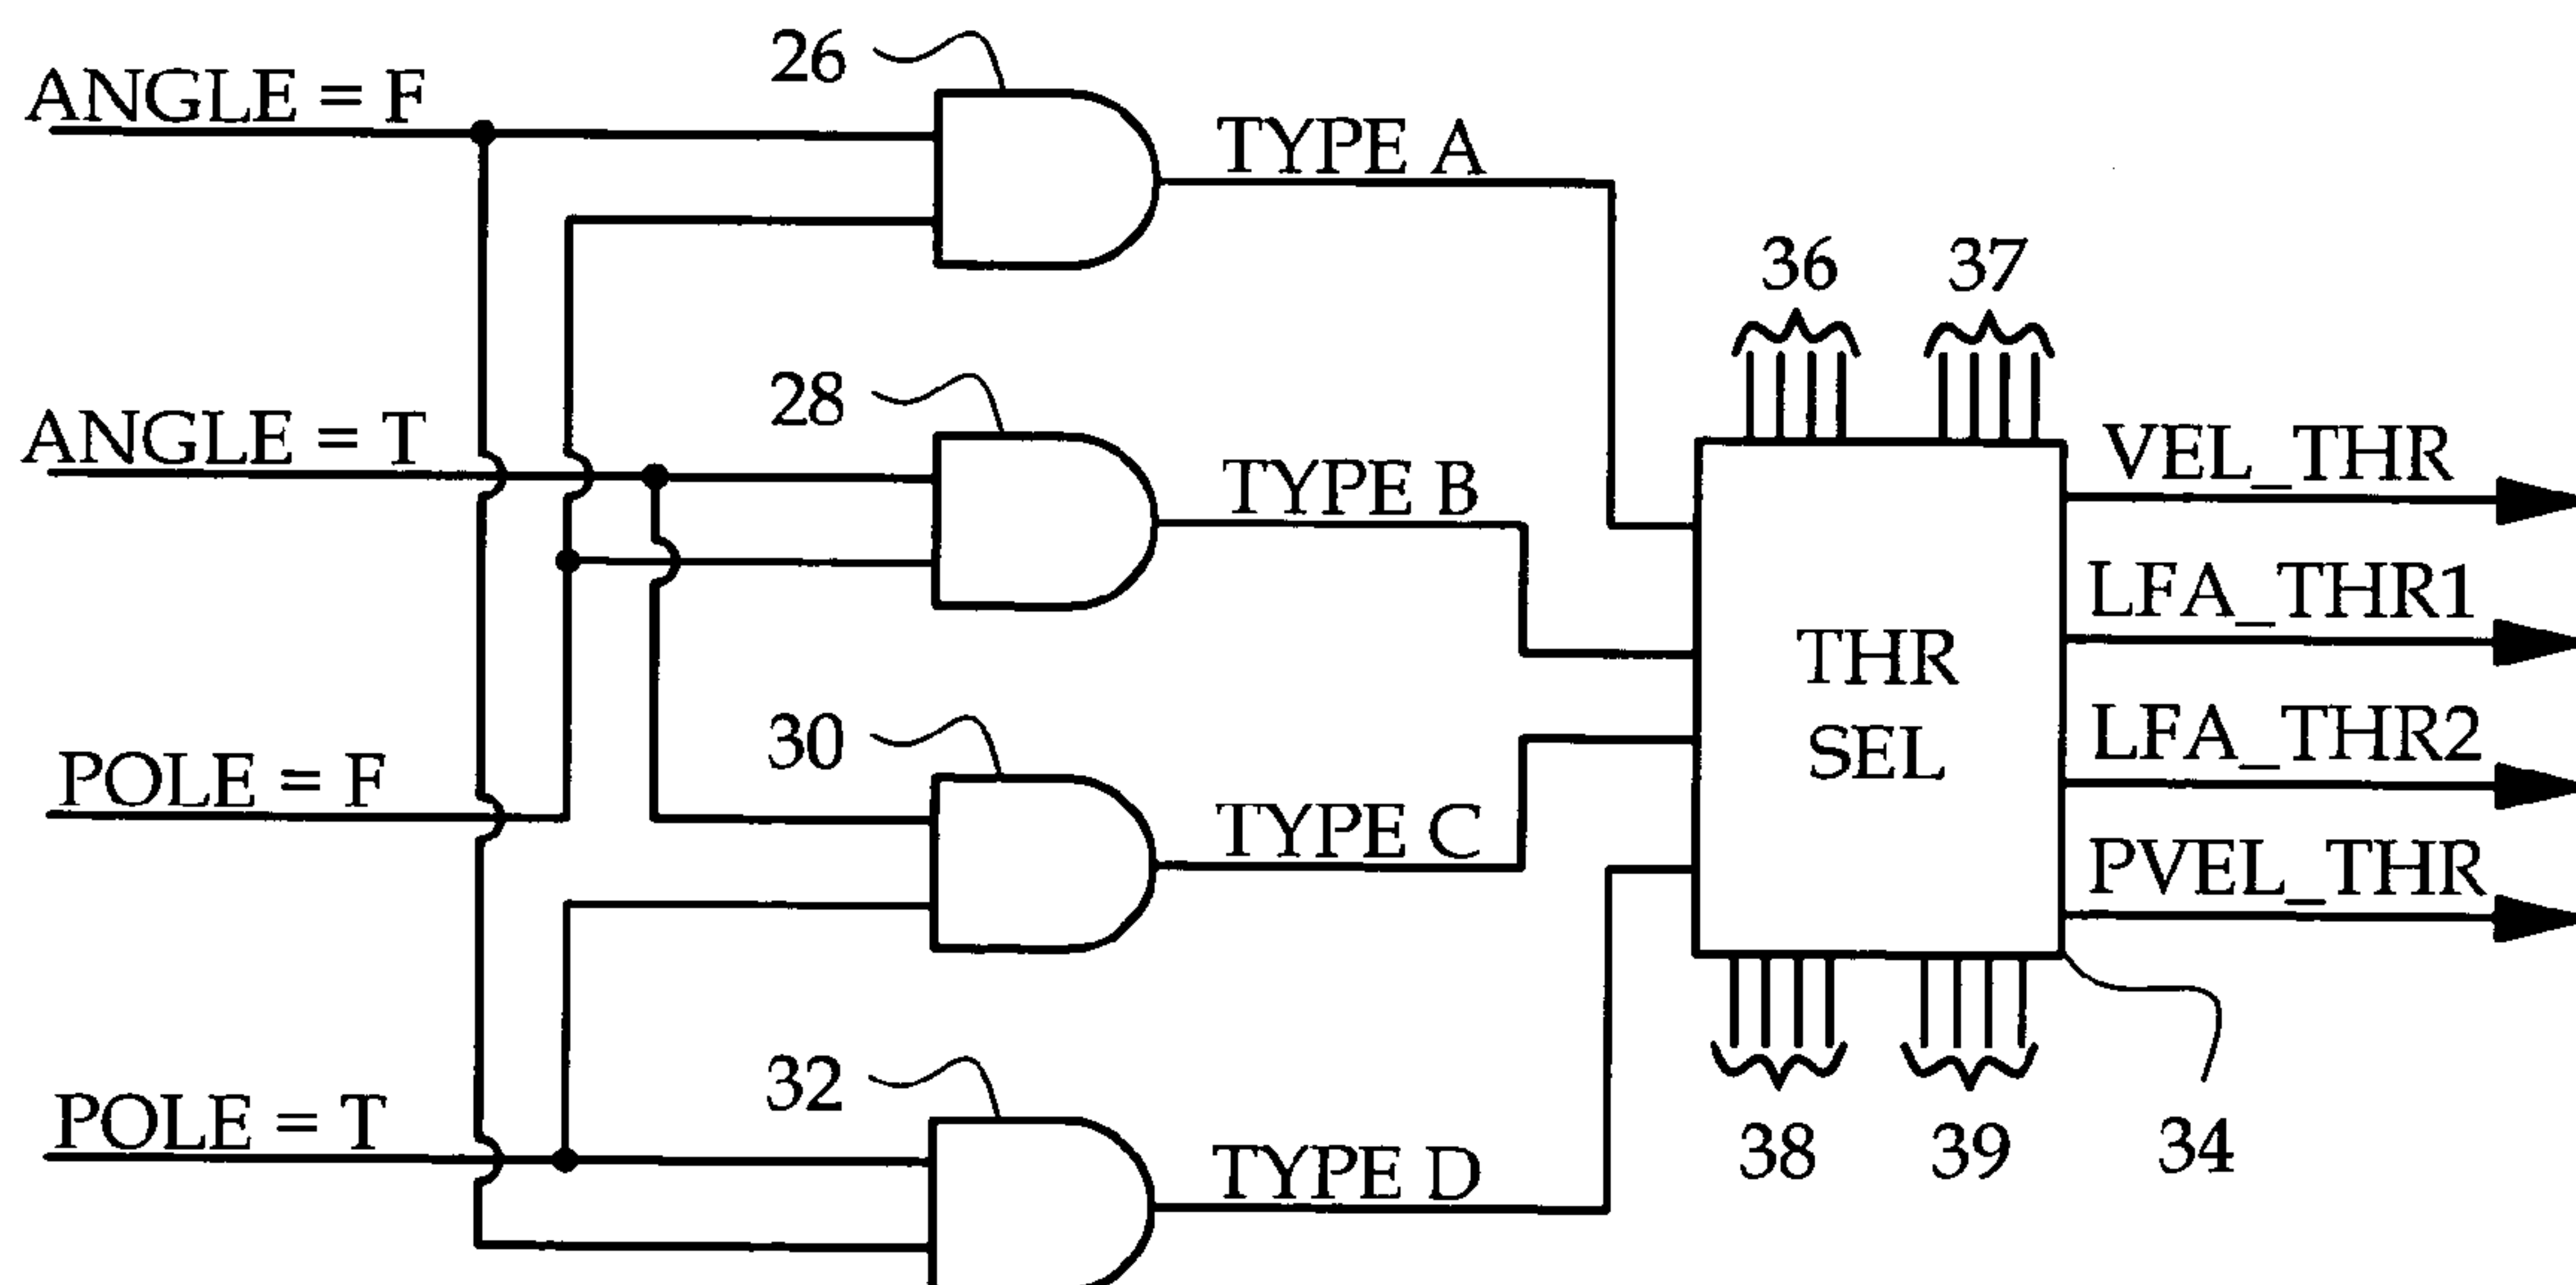 26
ANGLE = F
TYPE A
36
37
28
ANGLE = T
VEL_THR
TYPE B
LFA_THR1
THR
SEL
30
LFA_THR2
POLE = F
TYPE C
PVEL_THR
32
POLE = T
TYPE D
38
39
34